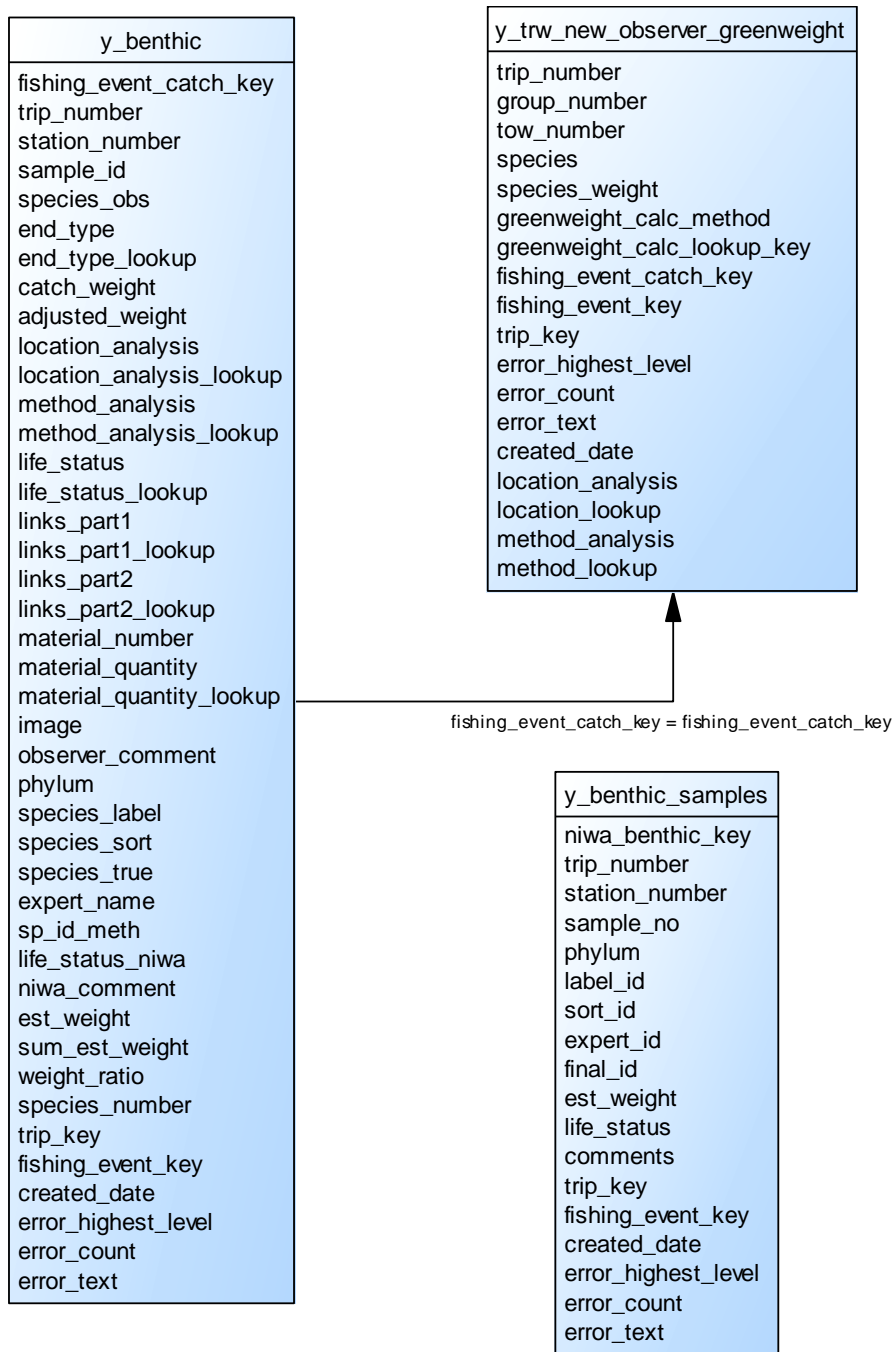 y_benthic
fishing_event_catch_key
trip_number
station_number
sample_id
species_obs
end_type
end_type_lookup
catch_weight
adjusted_weight
location_analysis
location_analysis_lookup
method_analysis
method_analysis_lookup
life_status
life_status_lookup
links_part1
links_part1_lookup
links_part2
links_part2_lookup
material_number
material_quantity
material_quantity_lookup
image
observer_comment
phylum
species_label
species_sort
species_true
expert_name
sp_id_meth
life_status_niwa
niwa_comment
est_weight
sum_est_weight
weight_ratio
species_number
trip_key
fishing_event_key
created_date
error_highest_level
error_count
error_text
y_trw_new_observer_greenweight
trip_number
group_number
tow_number
species
species_weight
greenweight_calc_method
greenweight_calc_lookup_key
fishing_event_catch_key
fishing_event_key
trip_key
error_highest_level
error_count
error_text
created_date
location_analysis
location_lookup
method_analysis
method_lookup
fishing_event_catch_key = fishing_event_catch_key
y_benthic_samples
niwa_benthic_key
trip_number
station_number
sample_no
phylum
label_id
sort_id
expert_id
final_id
est_weight
life_status
comments
trip_key
fishing_event_key
created_date
error_highest_level
error_count
error_text